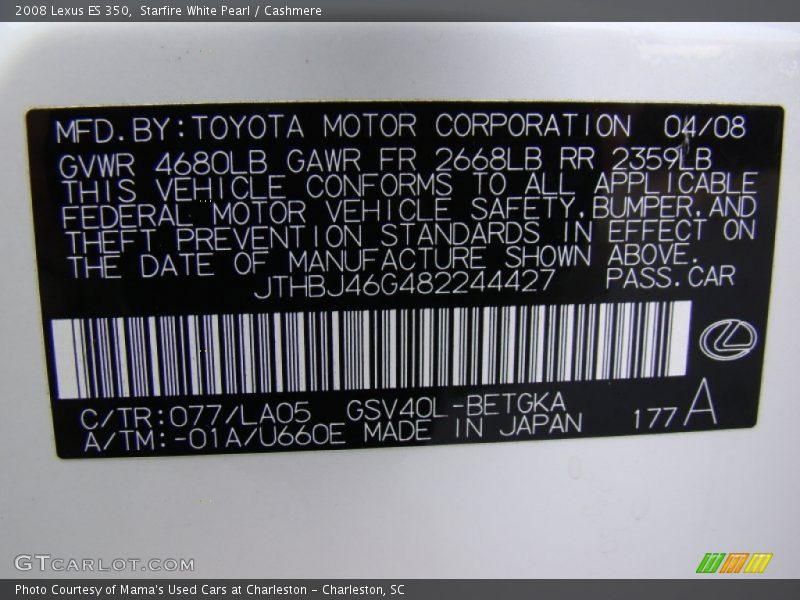 2008 Lexus ES 350, Starfire White Pearl / Cashmere
MFD. BY: TOYOTA MOTOR CORPORATION 04/08
GVWR 4680LB GAWR FR 2668LB RR 2359LB
THIS VEHICLE CONFORMS TO ALL APPLICABLE
FEDERAL MOTOR VEHICLE SAFETY, BUMPER, AND
THEFT PREVENTION STANDARDS IN EFFECT ON
THE DATE OF MANUFACTURE SHOWN ABOVE.
JTHBJ46G482244427 PASS. CAR
C/TR: 077/LA05 GSV40L-BETGKA
A/TM: -01A/U660E MADE IN JAPAN 177 A
GTCARLOT.COM
Photo Courtesy of Mama's Used Cars at Charleston - Charleston, SC